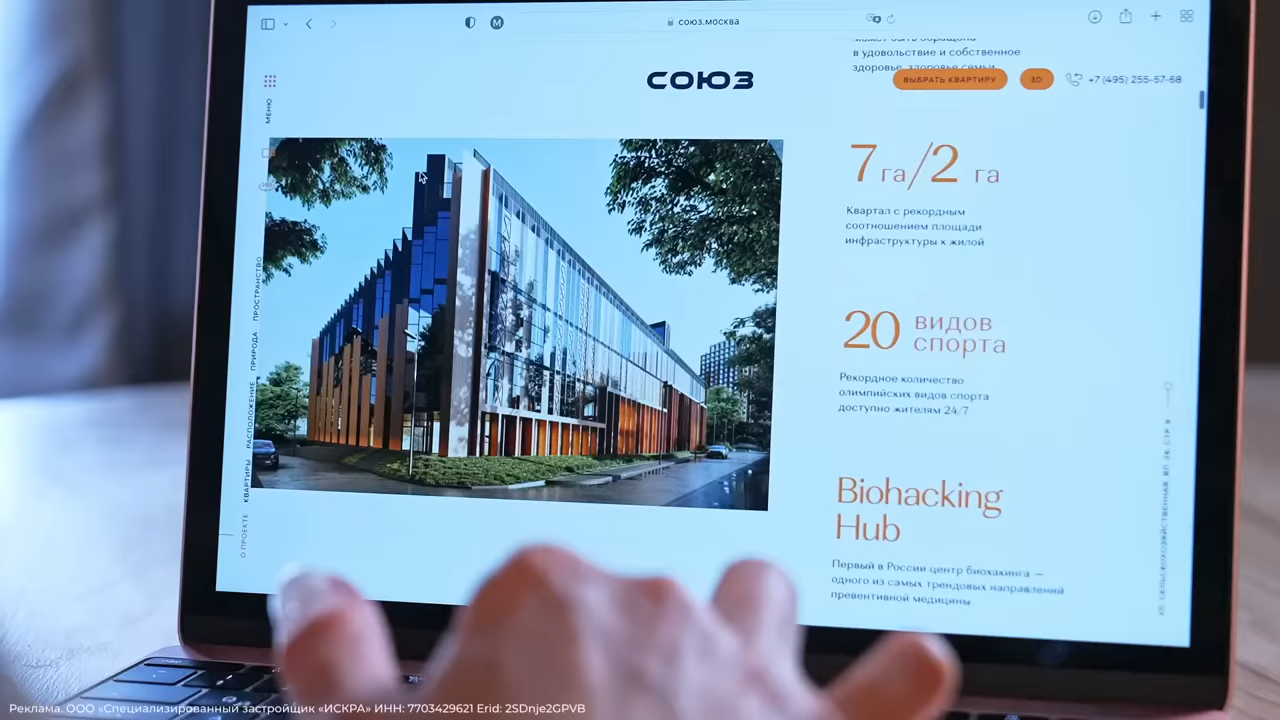 союз.москва
может быть обращена
в удовольствие и собственное
здоровье, здоровье семьи
СОЮЗ
ВЫБРАТЬ КВАРТИРУ
3D
+7 (495) 255-57-68
МЕНЮ
7 га/2 га
Квартал с рекордным
соотношением площади
инфраструктуры к жилой
20 видов
спорта
Рекордное количество
олимпийских видов спорта
доступно жителям 24/7
Biohacking
Hub
Первый в России центр биохакинга —
одного из самых трендовых направлений
превентивной медицины
О ПРОЕКТЕ
КВАРТИРЫ
РАСПОЛОЖЕНИЕ
ПРИРОДА
ПРОСТРАНСТВО
Реклама. ООО «Специализированный застройщик «ИСКРА» ИНН: 7703429621 Erid: 2SDnje2GPVB